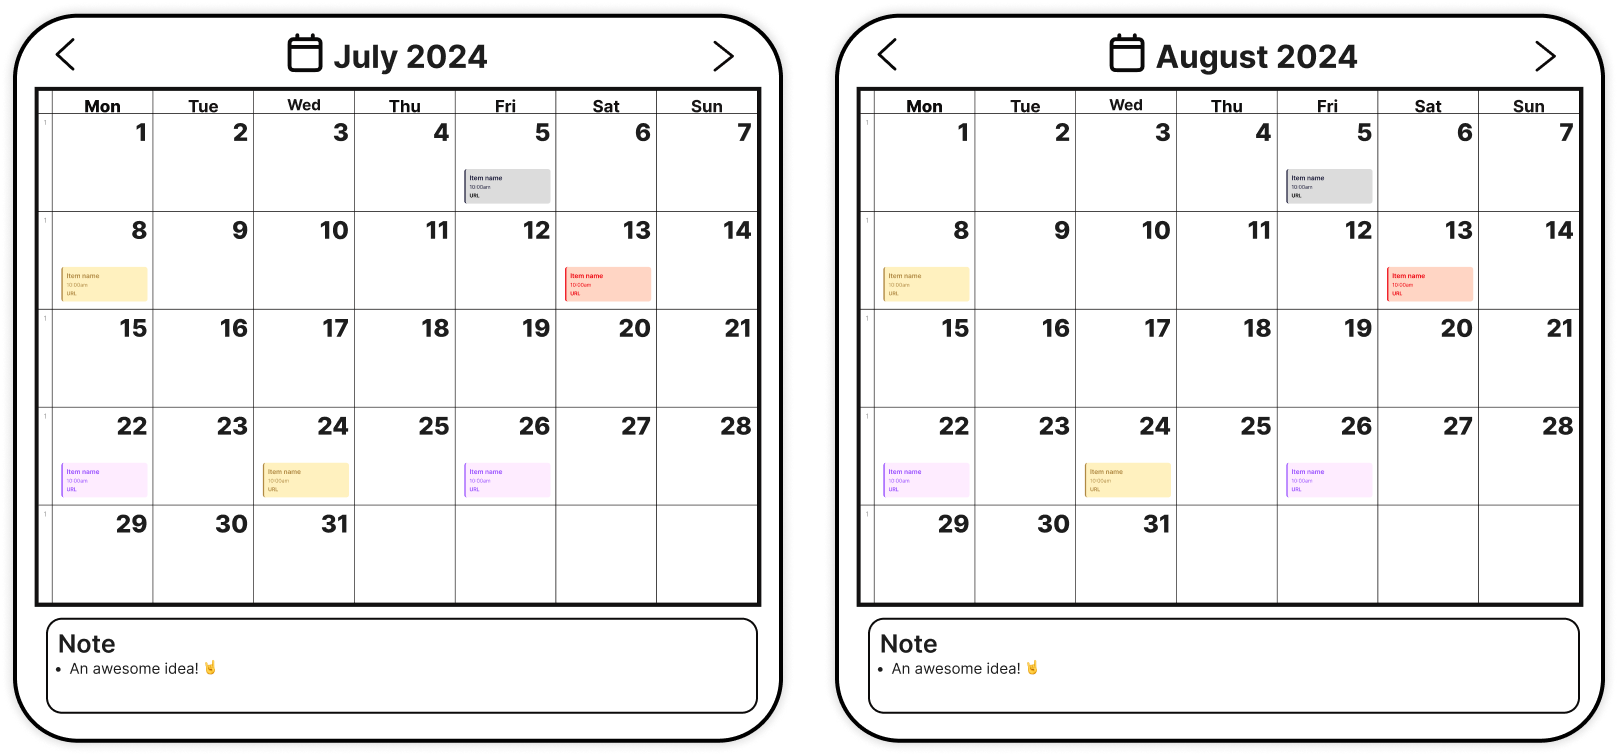 July 2024
Mon Tue Wed Thu Fri Sat Sun
1 1 2 3 4 5 6 7
Item name
10:00am
URL
1 8 9 10 11 12 13 14
Item name Item name
10:00am 10:00am
URL URL
1 15 16 17 18 19 20 21
1 22 23 24 25 26 27 28
Item name Item name Item name
10:00am 10:00am 10:00am
URL URL URL
1 29 30 31
Note
• An awesome idea! 🤘
August 2024
Mon Tue Wed Thu Fri Sat Sun
1 1 2 3 4 5 6 7
Item name
10:00am
URL
1 8 9 10 11 12 13 14
Item name Item name
10:00am 10:00am
URL URL
1 15 16 17 18 19 20 21
1 22 23 24 25 26 27 28
Item name Item name Item name
10:00am 10:00am 10:00am
URL URL URL
1 29 30 31
Note
• An awesome idea! 🤘